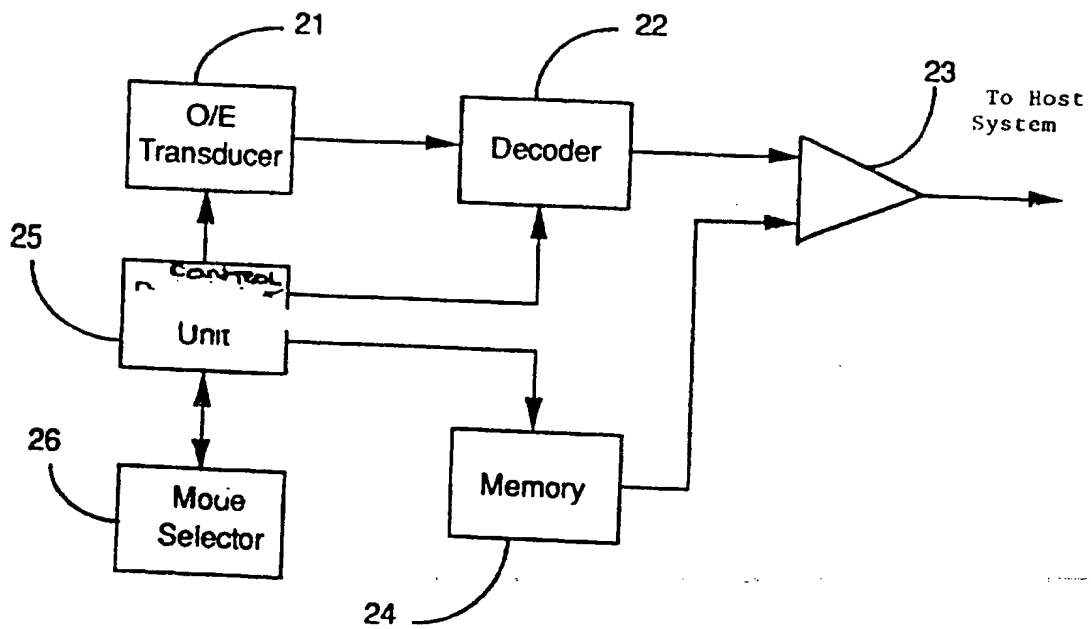 21
22
23
To Host
System
O/E
Transducer
Decoder
25
CONTROL
Unit
26
Mode
Selector
Memory
24